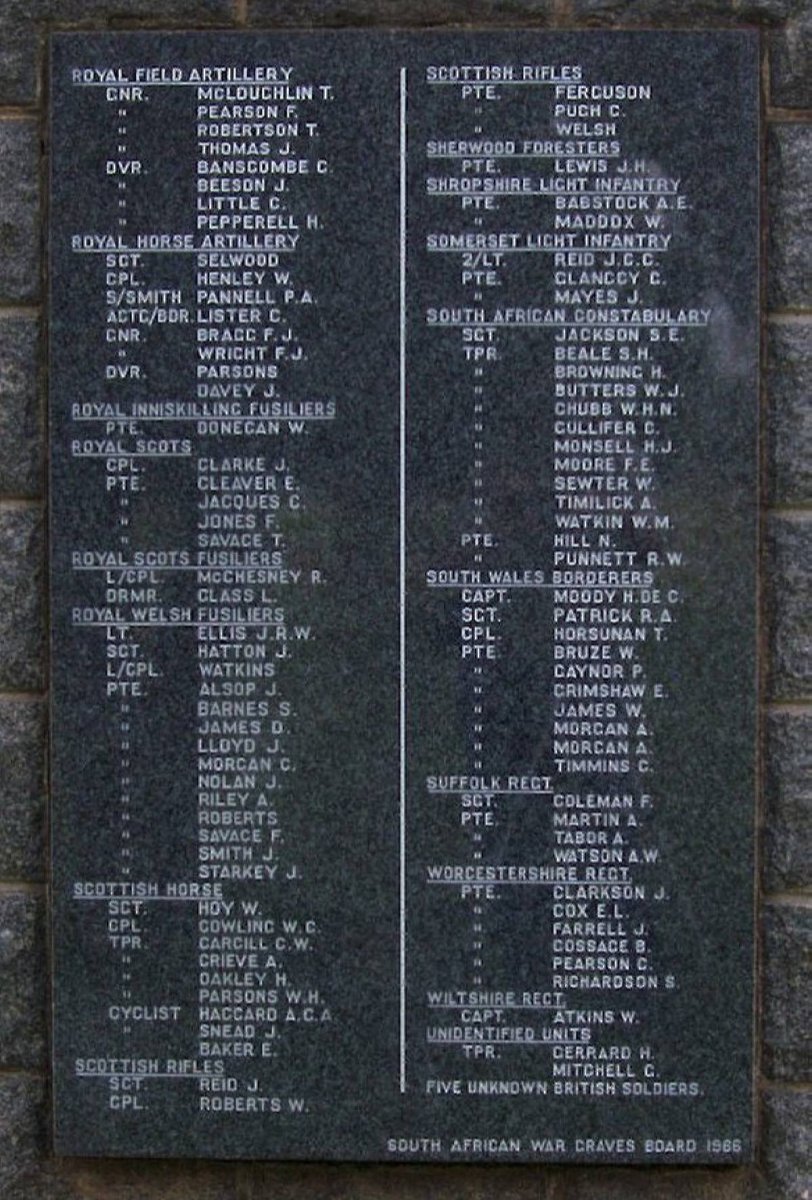 ROYAL FIELD ARTILLERY
GNR. McLOUCHLIN T.
" PEARSON F.
" ROBERTSON T.
" THOMAS J.
DVR. BANSCOMBE C.
" BEESON J.
" LITTLE C.
" PEPPERELL H.
ROYAL HORSE ARTILLERY
SGT. SELWOOD
CPL. HENLEY W.
S/SMITH PANNELL P.A.
ACTG/BDR. LISTER C.
GNR. BRAGG F.J.
" WRIGHT F.J.
DVR. PARSONS
DAVEY J.
ROYAL INNISKILLING FUSILIERS
PTE. DONEGAN W.
ROYAL SCOTS
CPL. CLARKE J.
PTE. CLEAVER E.
" JACQUES C.
" JONES F.
" SAVAGE T.
ROYAL SCOTS FUSILIERS
L/CPL. McCHESNEY R.
DRMR. GLASS L.
ROYAL WELSH FUSILIERS
LT. ELLIS J.R.W.
SGT. HATTON J.
L/CPL. WATKINS
PTE. ALSOP J.
" BARNES S.
" JAMES D.
" LLOYD J.
" MORGAN C.
" NOLAN J.
" RILEY A.
" ROBERTS
" SAVAGE F.
" SMITH J.
" STARKEY J.
SCOTTISH HORSE
SGT. HOY W.
CPL. COWLING W.C.
TPR. CARGILL C.W.
" GRIEVE A.
" OAKLEY H.
" PARSONS W.H.
CYCLIST HAGGARD A.C.A
" SNEAD J.
BAKER E.
SCOTTISH RIFLES
SGT. REID J.
CPL. ROBERTS W.
SCOTTISH RIFLES
PTE. FERGUSON
" PUGH C.
" WELSH
SHERWOOD FORESTERS
PTE. LEWIS J.H.
SHROPSHIRE LIGHT INFANTRY
PTE. BABSTOCK A.E.
" MADDOX W.
SOMERSET LIGHT INFANTRY
2/LT. REID J.C.C.
PTE. CLANCCY C.
" MAYES J.
SOUTH AFRICAN CONSTABULARY
SGT. JACKSON S.E.
TPR. BEALE S.H.
" BROWNING H.
" BUTTERS W.J.
" CHUBB W.H.N.
" GULLIFER C.
" MONSELL H.J.
" MOORE F.E.
" SEWTER W.
" TIMILICK A.
" WATKIN W.M.
PTE. HILL N.
" PUNNETT R.W.
SOUTH WALES BORDERERS
CAPT. MOODY H.DE C.
SGT. PATRICK R.A.
CPL. HORSUNAN T.
PTE. BRUZE W.
" GAYNOR P.
" GRIMSHAW E.
" JAMES W.
" MORGAN A.
" MORGAN A.
" TIMMINS C.
SUFFOLK REGT.
SGT. COLEMAN F.
PTE. MARTIN A.
" TABOR A.
" WATSON A.W.
WORCESTERSHIRE REGT.
PTE. CLARKSON J.
" COX E.L.
" FARRELL J.
" GOSSAGE B.
" PEARSON C.
" RICHARDSON S.
WILTSHIRE REGT.
CAPT. ATKINS W.
UNIDENTIFIED UNITS
TPR. GERRARD H.
MITCHELL C.
FIVE UNKNOWN BRITISH SOLDIERS.
SOUTH AFRICAN WAR GRAVES BOARD 1966